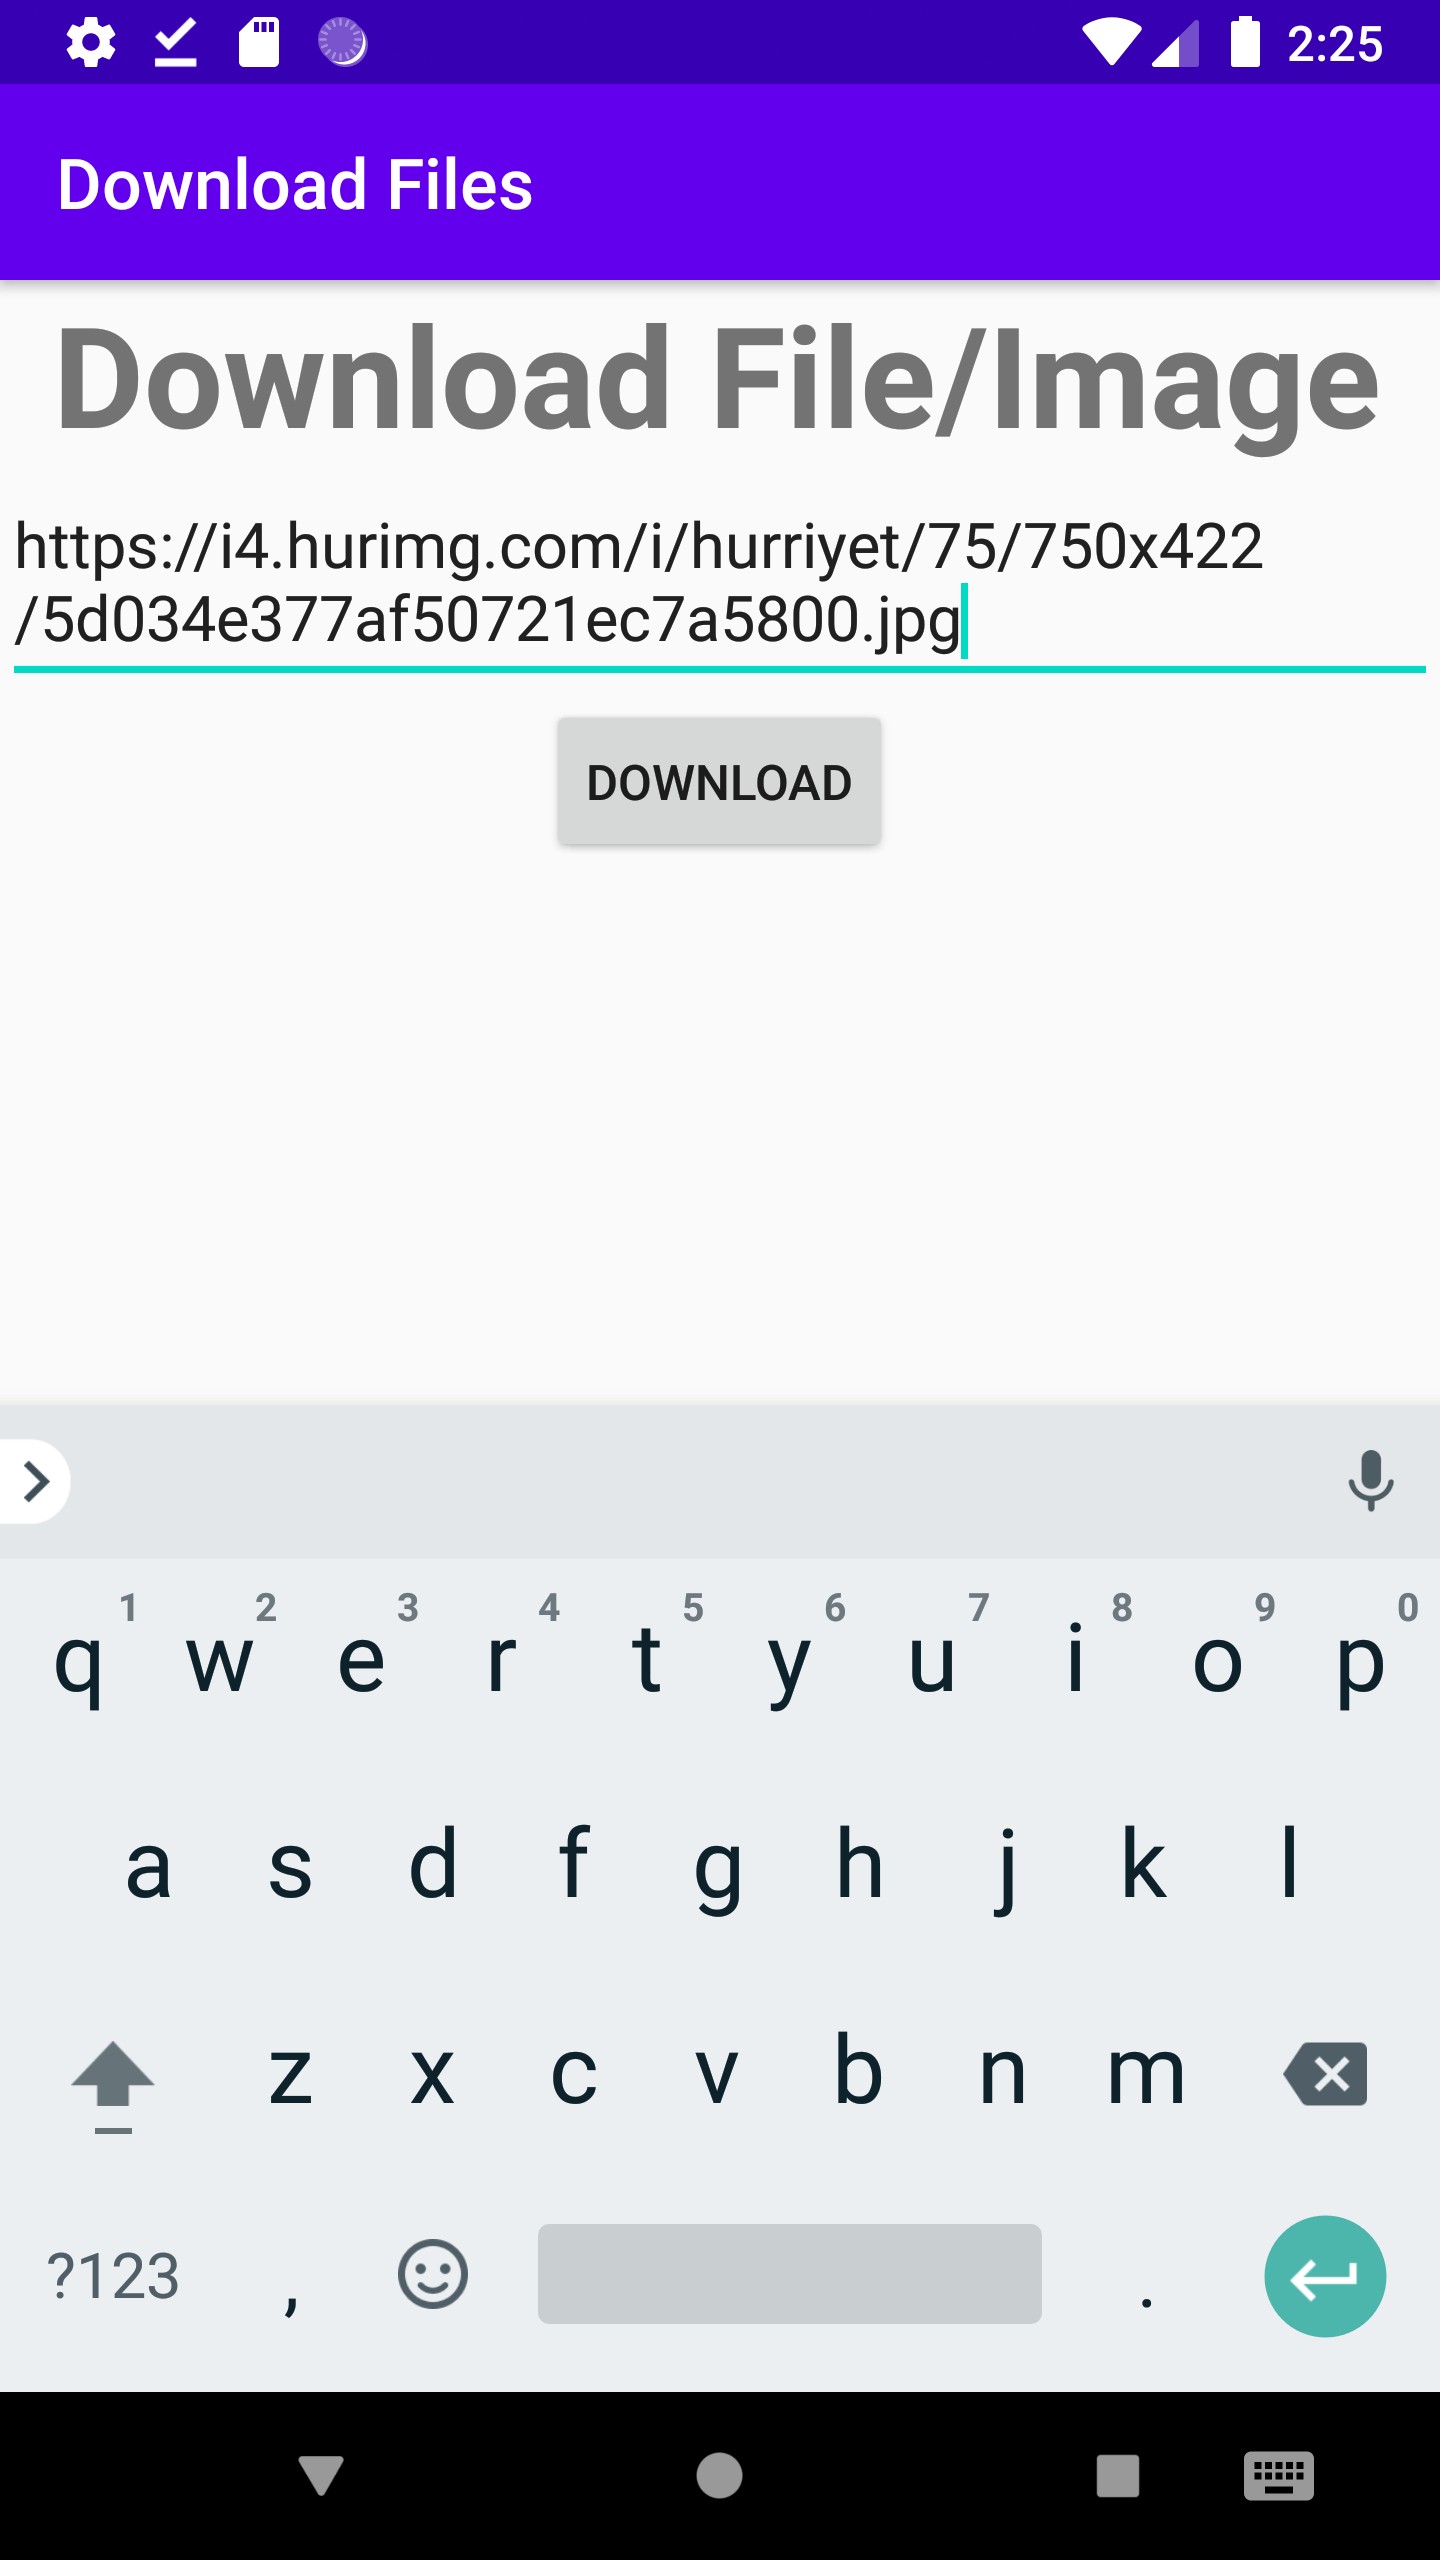 2:25
Download Files
Download File/Image
https://i4.hurimg.com/i/hurriyet/75/750x422
/5d034e377af50721ec7a5800.jpg
DOWNLOAD
1 2 3 4 5 6 7 8 9 0
q w e r t y u i o p
a s d f g h j k l
z x c v b n m
?123 , .